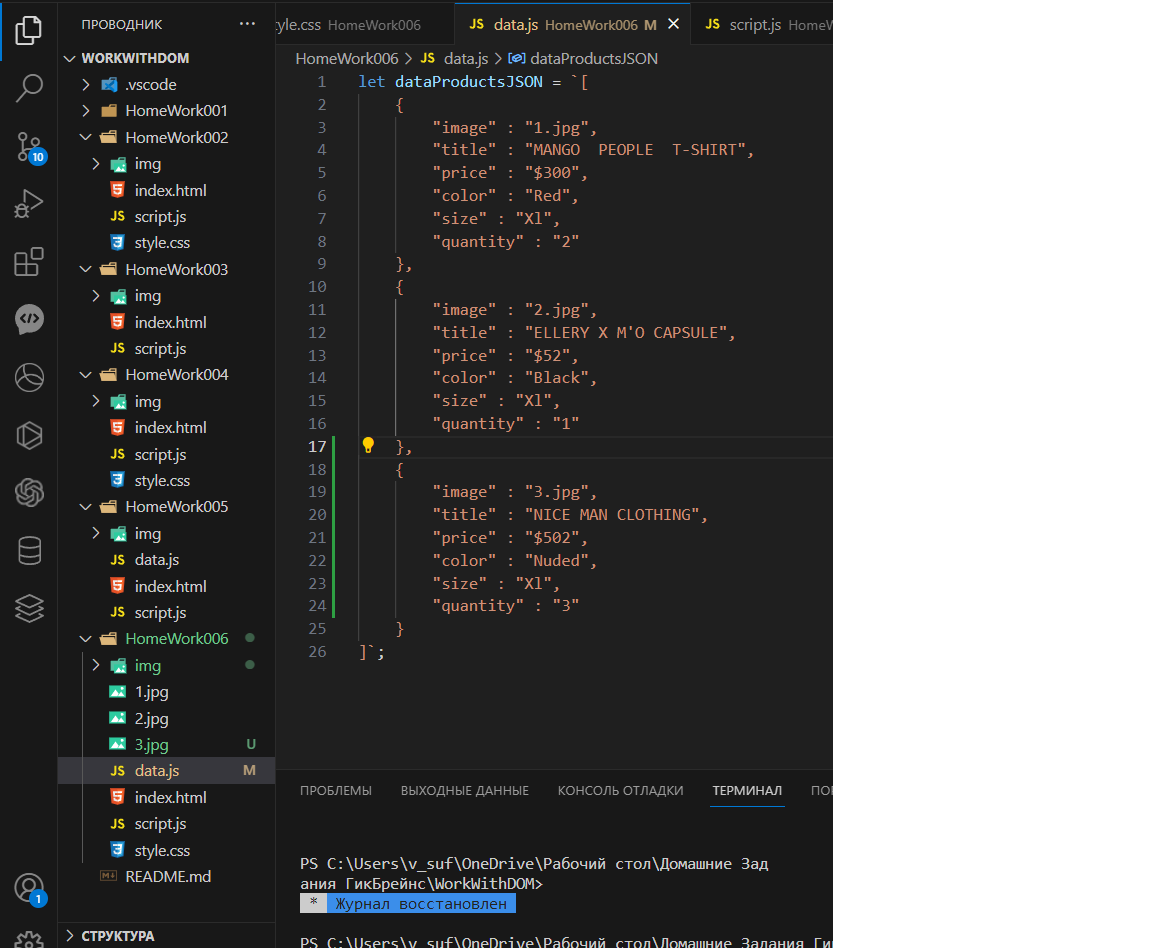 ПРОВОДНИК ···
WORKWITHDOM
.vscode
HomeWork001
HomeWork002
img
index.html
script.js
style.css
HomeWork003
img
index.html
script.js
HomeWork004
img
index.html
script.js
style.css
HomeWork005
img
data.js
index.html
script.js
HomeWork006
img
1.jpg
2.jpg
3.jpg U
data.js M
index.html
script.js
style.css
README.md
СТРУКТУРА
10
1
tyle.css HomeWork006
JS data.js HomeWork006 M
JS script.js HomeW
HomeWork006 > JS data.js > dataProductsJSON
1 let dataProductsJSON = `[
2 {
3 "image" : "1.jpg",
4 "title" : "MANGO  PEOPLE  T-SHIRT",
5 "price" : "$300",
6 "color" : "Red",
7 "size" : "Xl",
8 "quantity" : "2"
9 },
10 {
11 "image" : "2.jpg",
12 "title" : "ELLERY X M'O CAPSULE",
13 "price" : "$52",
14 "color" : "Black",
15 "size" : "Xl",
16 "quantity" : "1"
17 },
18 {
19 "image" : "3.jpg",
20 "title" : "NICE MAN CLOTHING",
21 "price" : "$502",
22 "color" : "Nuded",
23 "size" : "Xl",
24 "quantity" : "3"
25 }
26 ]`;
ПРОБЛЕМЫ ВЫХОДНЫЕ ДАННЫЕ КОНСОЛЬ ОТЛАДКИ ТЕРМИНАЛ ПО
PS C:\Users\v_suf\OneDrive\Рабочий стол\Домашние Зад
ания ГикБрейнс\WorkWithDOM>
* Журнал восстановлен
PS C:\Users\v_suf\OneDrive\Рабочий стол\Домашние Задания Ги